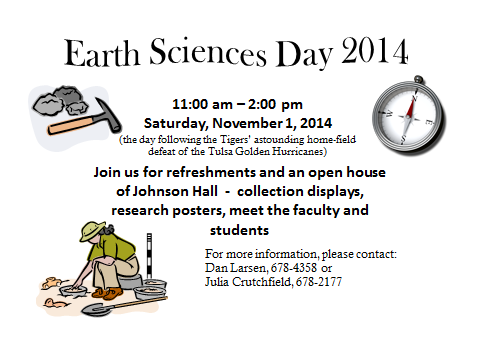 Earth Sciences Day 2014
11:00 am – 2:00 pm
Saturday, November 1, 2014
(the day following the Tigers' astounding home-field
defeat of the Tulsa Golden Hurricanes)
Join us for refreshments and an open house
of Johnson Hall - collection displays,
research posters, meet the faculty and
students
For more information, please contact:
Dan Larsen, 678-4358 or
Julia Crutchfield, 678-2177